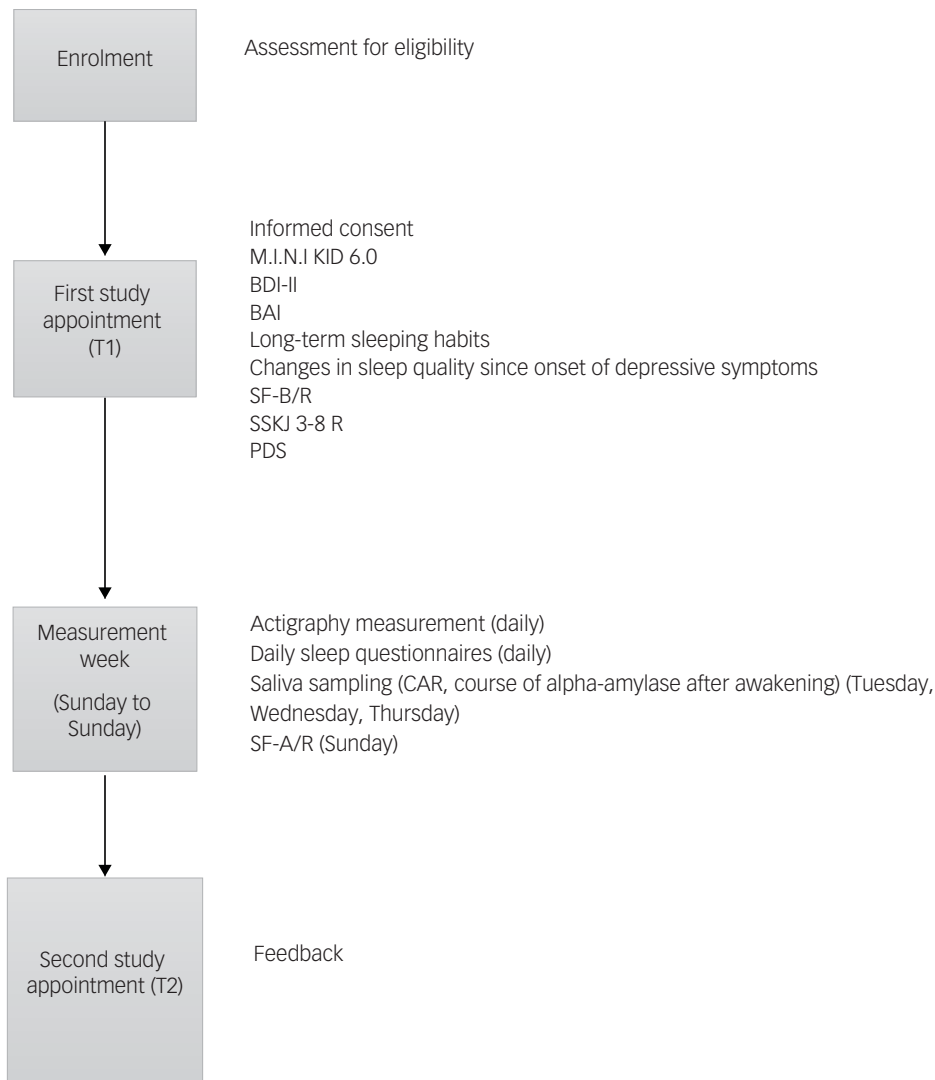 Enrolment
Assessment for eligibility
First study
appointment
(T1)
Informed consent
M.I.N.I KID 6.0
BDI-II
BAI
Long-term sleeping habits
Changes in sleep quality since onset of depressive symptoms
SF-B/R
SSKJ 3-8 R
PDS
Measurement
week
(Sunday to
Sunday)
Actigraphy measurement (daily)
Daily sleep questionnaires (daily)
Saliva sampling (CAR, course of alpha-amylase after awakening) (Tuesday,
Wednesday, Thursday)
SF-A/R (Sunday)
Second study
appointment (T2)
Feedback